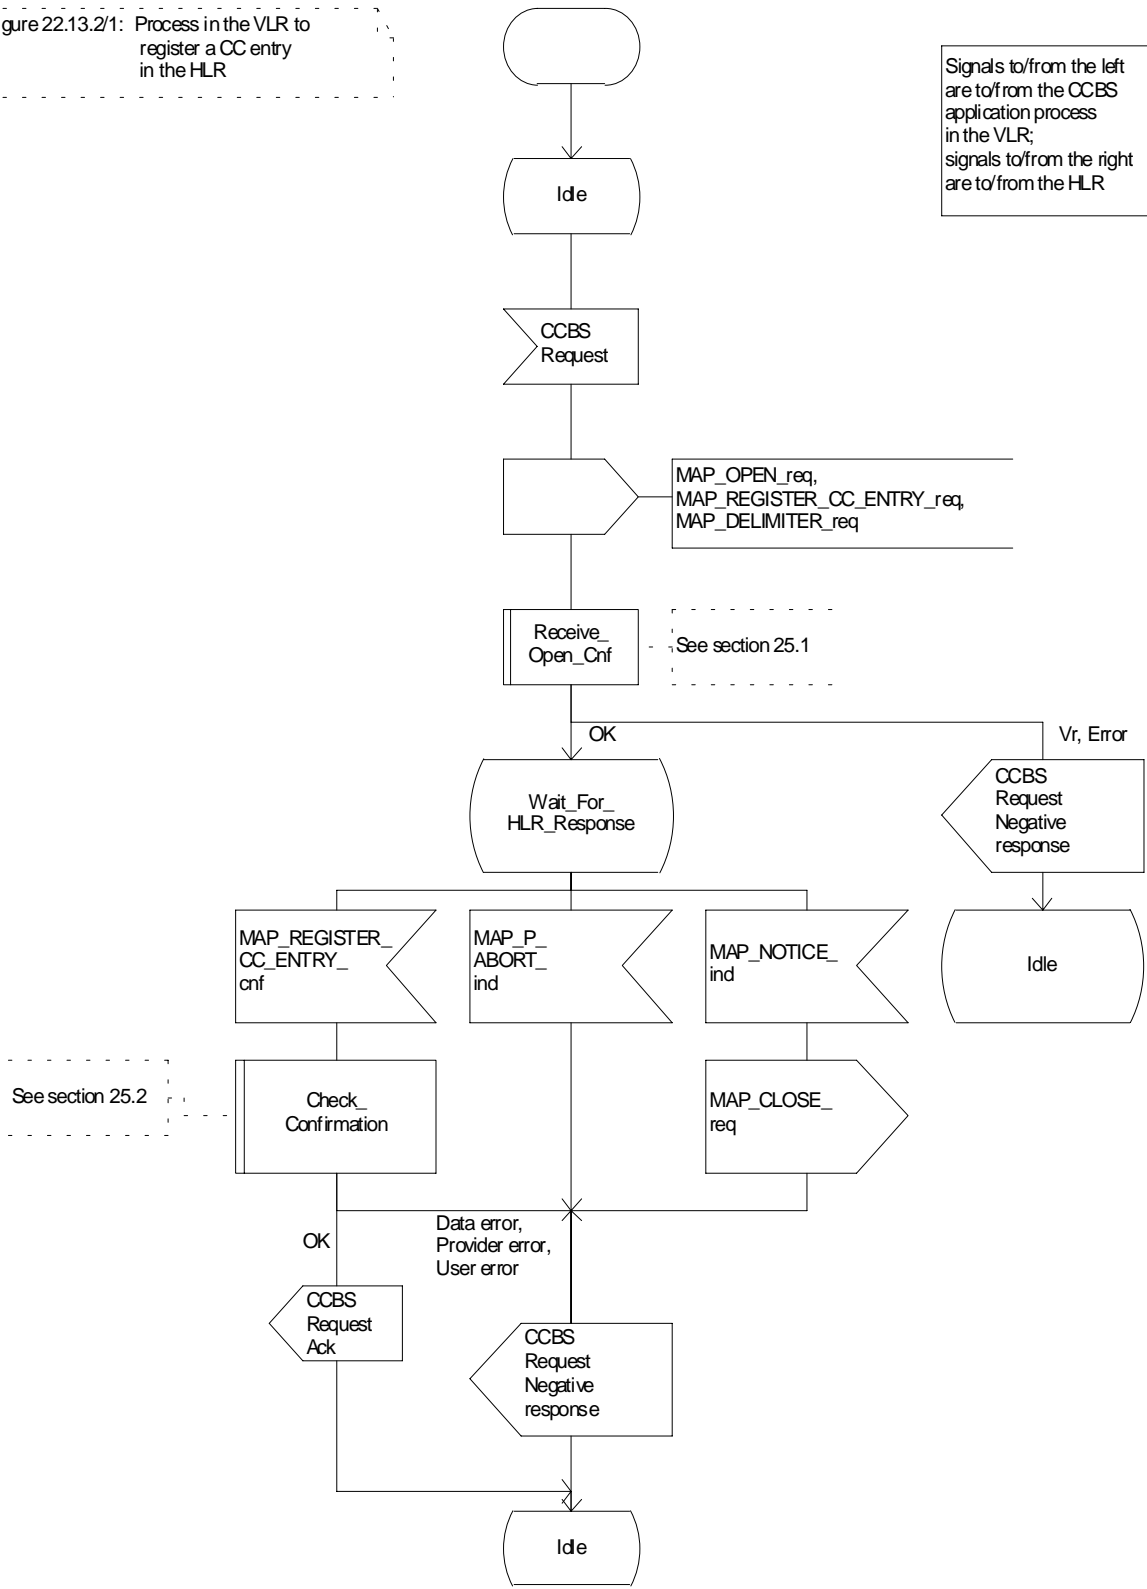 gure 22.13.2/1: Process in the VLR to
register a CC entry
in the HLR
Signals to/from the left
are to/from the CCBS
application process
in the VLR;
signals to/from the right
are to/from the HLR
Idle
CCBS
Request
MAP_OPEN_req,
MAP_REGISTER_CC_ENTRY_req,
MAP_DELIMITER_req
Receive_
Open_Cnf
See section 25.1
OK
Vr, Error
Wait_For_
HLR_Response
CCBS
Request
Negative
response
MAP_REGISTER_
CC_ENTRY_
cnf
MAP_P_
ABORT_
ind
MAP_NOTICE_
ind
Idle
See section 25.2
Check_
Confirmation
MAP_CLOSE_
req
OK
Data error,
Provider error,
User error
CCBS
Request
Ack
CCBS
Request
Negative
response
Idle